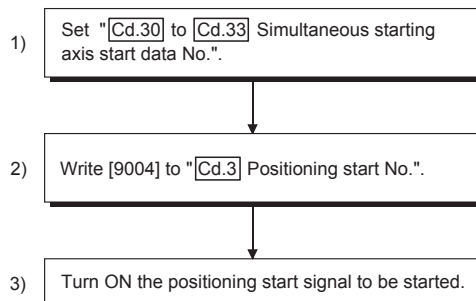 1)
Set "Cd.30 to Cd.33 Simultaneous starting
axis start data No.".
2)
Write [9004] to "Cd.3 Positioning start No.".
3)
Turn ON the positioning start signal to be started.